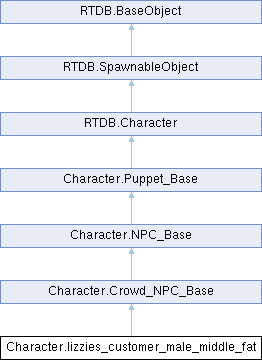 RTDB.BaseObject
RTDB.SpawnableObject
RTDB.Character
Character.Puppet_Base
Character.NPC_Base
Character.Crowd_NPC_Base
Character.lizzies_customer_male_middle_fat